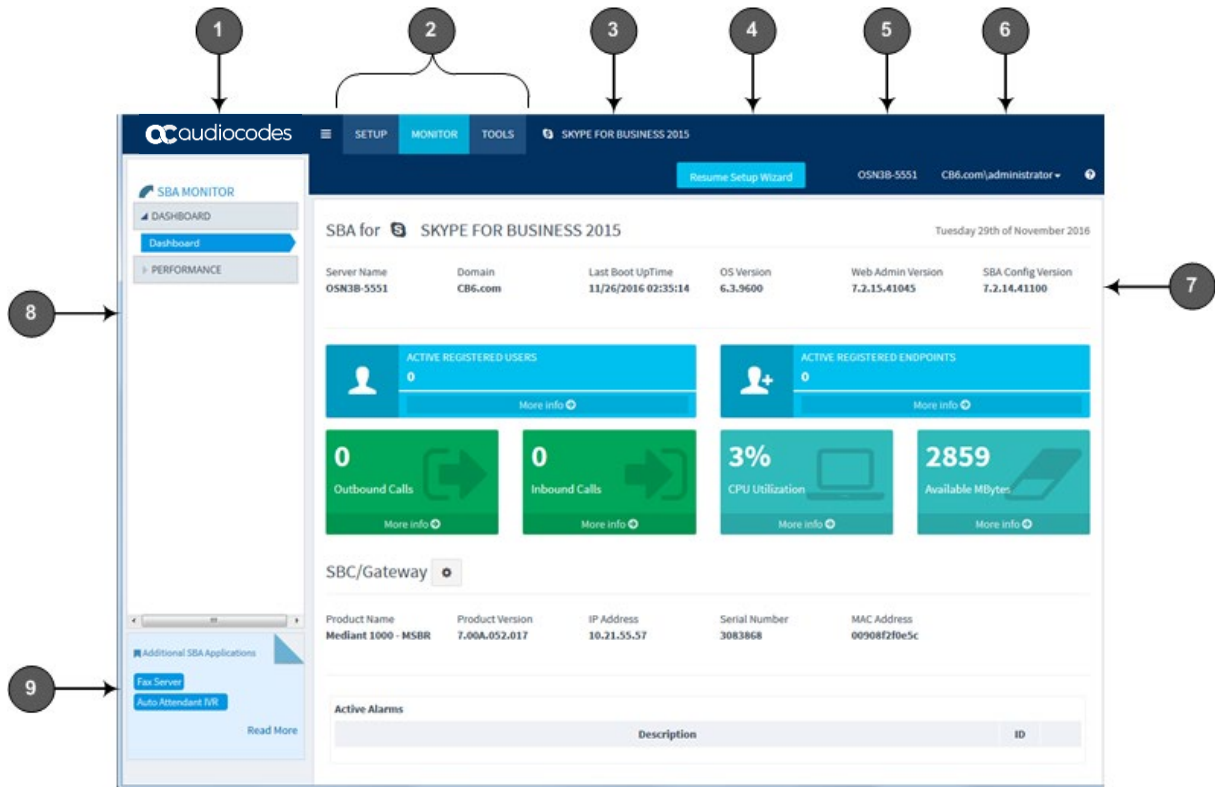 1 2 3 4 5 6
audiocodes SETUP MONITOR TOOLS SKYPE FOR BUSINESS 2015
Resume Setup Wizard OSN3B-5551 CB6.com\administrator
SBA MONITOR
DASHBOARD
Dashboard
PERFORMANCE
8
SBA for SKYPE FOR BUSINESS 2015 Tuesday 29th of November 2016
Server Name Domain Last Boot UpTime OS Version Web Admin Version SBA Config Version
OSN3B-5551 CB6.com 11/26/2016 02:35:14 6.3.9600 7.2.15.41045 7.2.14.41100
7
ACTIVE REGISTERED USERS
0
More info
ACTIVE REGISTERED ENDPOINTS
0
More info
0
Outbound Calls
More info
0
Inbound Calls
More info
3%
CPU Utilization
More info
2859
Available MBytes
More info
SBC/Gateway
Product Name Product Version IP Address Serial Number MAC Address
Mediant 1000 - MSBR 7.00A.052.017 10.21.55.57 3083868 00908f2f0e5c
Additional SBA Applications
9
Fax Server
Auto Attendant IVR
Read More
Active Alarms
Description ID